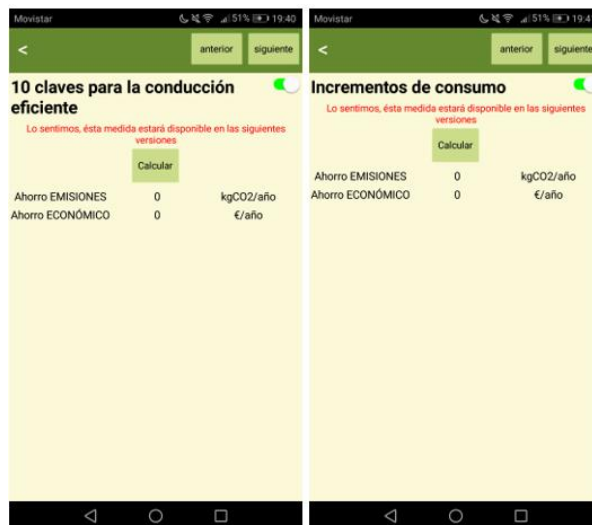 Movistar 51% 19:40
< anterior siguiente
10 claves para la conducción
eficiente
Lo sentimos, ésta medida estará disponible en las siguientes
versiones
Calcular
Ahorro EMISIONES 0 kgCO2/año
Ahorro ECONÓMICO 0 €/año
Movistar 51% 19:4
< anterior siguiente
Incrementos de consumo
Lo sentimos, ésta medida estará disponible en las siguientes
versiones
Calcular
Ahorro EMISIONES 0 kgCO2/año
Ahorro ECONÓMICO 0 €/año